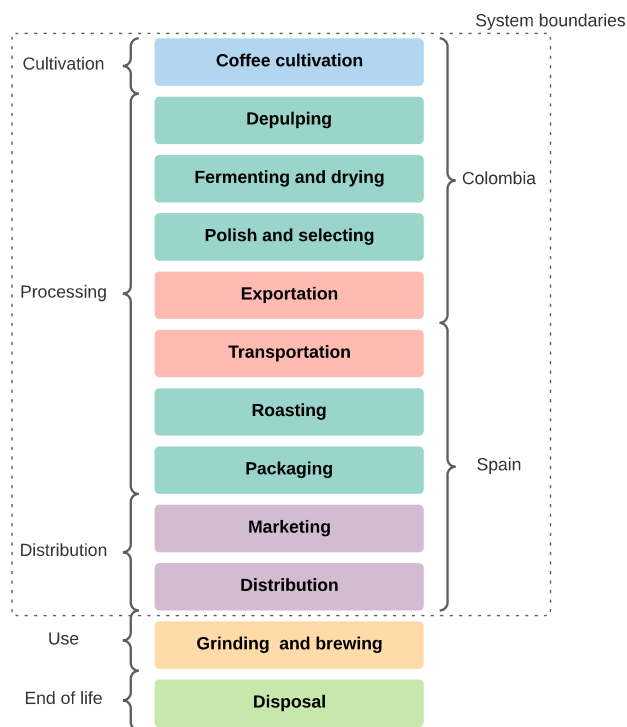 System boundaries
Cultivation
Coffee cultivation
Depulping
Fermenting and drying
Colombia
Polish and selecting
Processing
Exportation
Transportation
Roasting
Packaging
Spain
Marketing
Distribution
Distribution
Use
Grinding  and brewing
End of life
Disposal